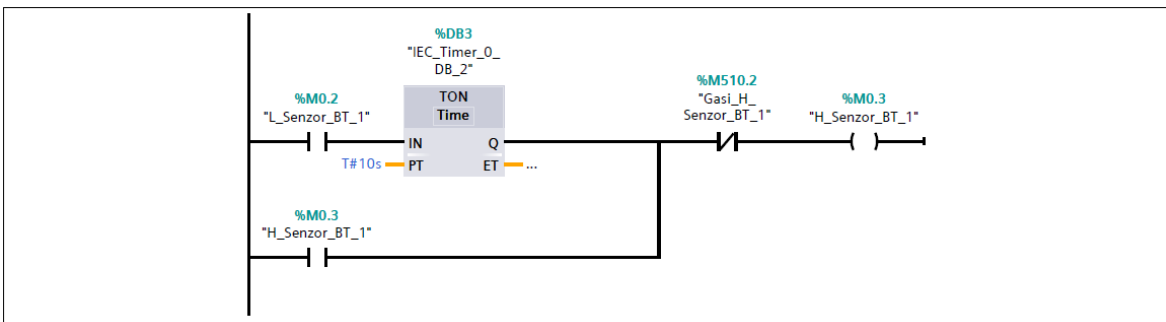 %DB3
"IEC_Timer_0_
DB_2"
%M0.2
"L_Senzor_BT_1"
TON
Time
IN
Q
T#10s
PT
ET
...
%M510.2
"Gasi_H_
Senzor_BT_1"
%M0.3
"H_Senzor_BT_1"
%M0.3
"H_Senzor_BT_1"